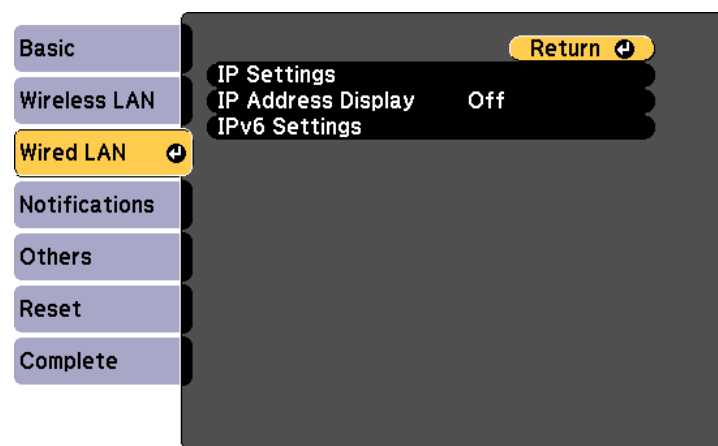 Basic
Wireless LAN
Wired LAN
Notifications
Others
Reset
Complete
Return
IP Settings
IP Address Display Off
IPv6 Settings